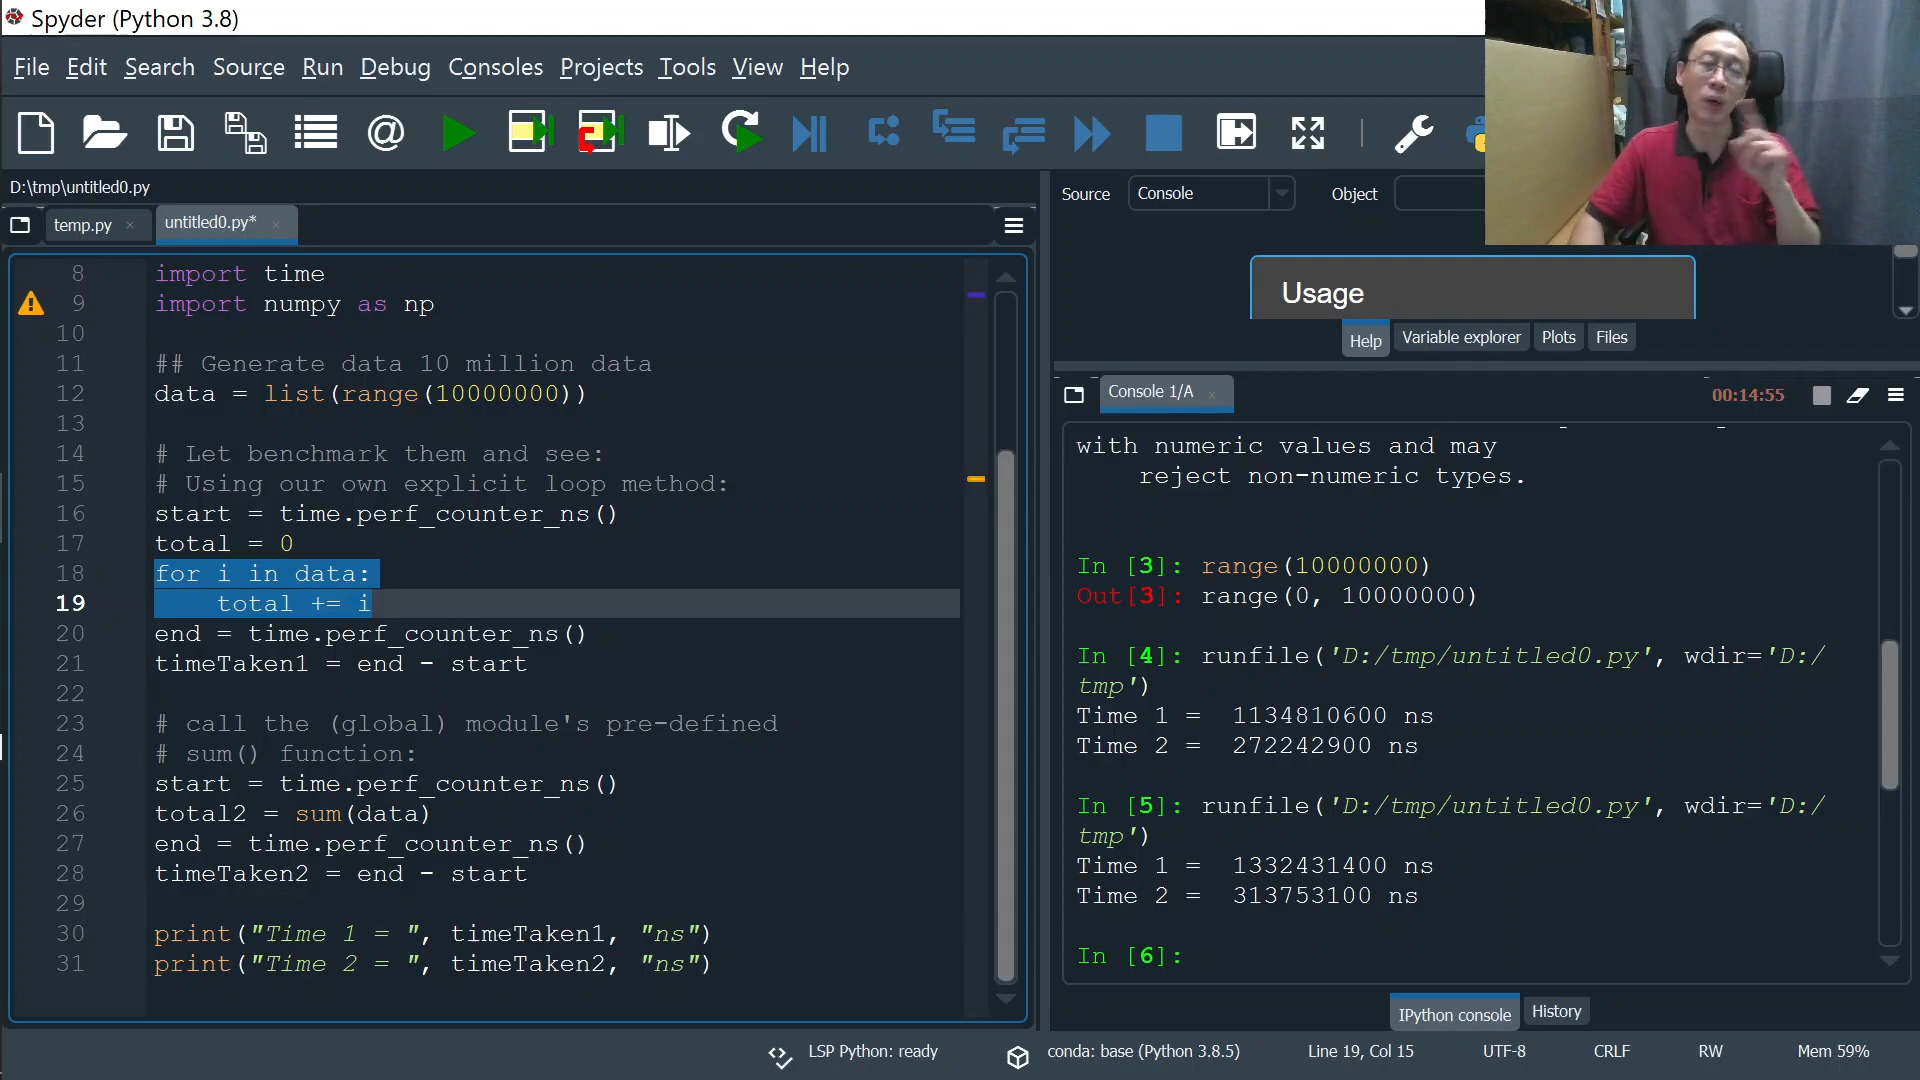 Spyder (Python 3.8)
File Edit Search Source Run Debug Consoles Projects Tools View Help
D:\tmp\untitled0.py
temp.py
untitled0.py*
8 import time
9 import numpy as np
10
11 ## Generate data 10 million data
12 data = list(range(10000000))
13
14 # Let benchmark them and see:
15 # Using our own explicit loop method:
16 start = time.perf_counter_ns()
17 total = 0
18 for i in data:
19 total += i
20 end = time.perf_counter_ns()
21 timeTaken1 = end - start
22
23 # call the (global) module's pre-defined
24 # sum() function:
25 start = time.perf_counter_ns()
26 total2 = sum(data)
27 end = time.perf_counter_ns()
28 timeTaken2 = end - start
29
30 print("Time 1 = ", timeTaken1, "ns")
31 print("Time 2 = ", timeTaken2, "ns")
Source Console Object
Usage
Help Variable explorer Plots Files
Console 1/A
00:14:55
with numeric values and may
reject non-numeric types.
In [3]: range(10000000)
Out[3]: range(0, 10000000)
In [4]: runfile('D:/tmp/untitled0.py', wdir='D:/
tmp')
Time 1 = 1134810600 ns
Time 2 = 272242900 ns
In [5]: runfile('D:/tmp/untitled0.py', wdir='D:/
tmp')
Time 1 = 1332431400 ns
Time 2 = 313753100 ns
In [6]:
IPython console History
LSP Python: ready conda: base (Python 3.8.5) Line 19, Col 15 UTF-8 CRLF RW Mem 59%